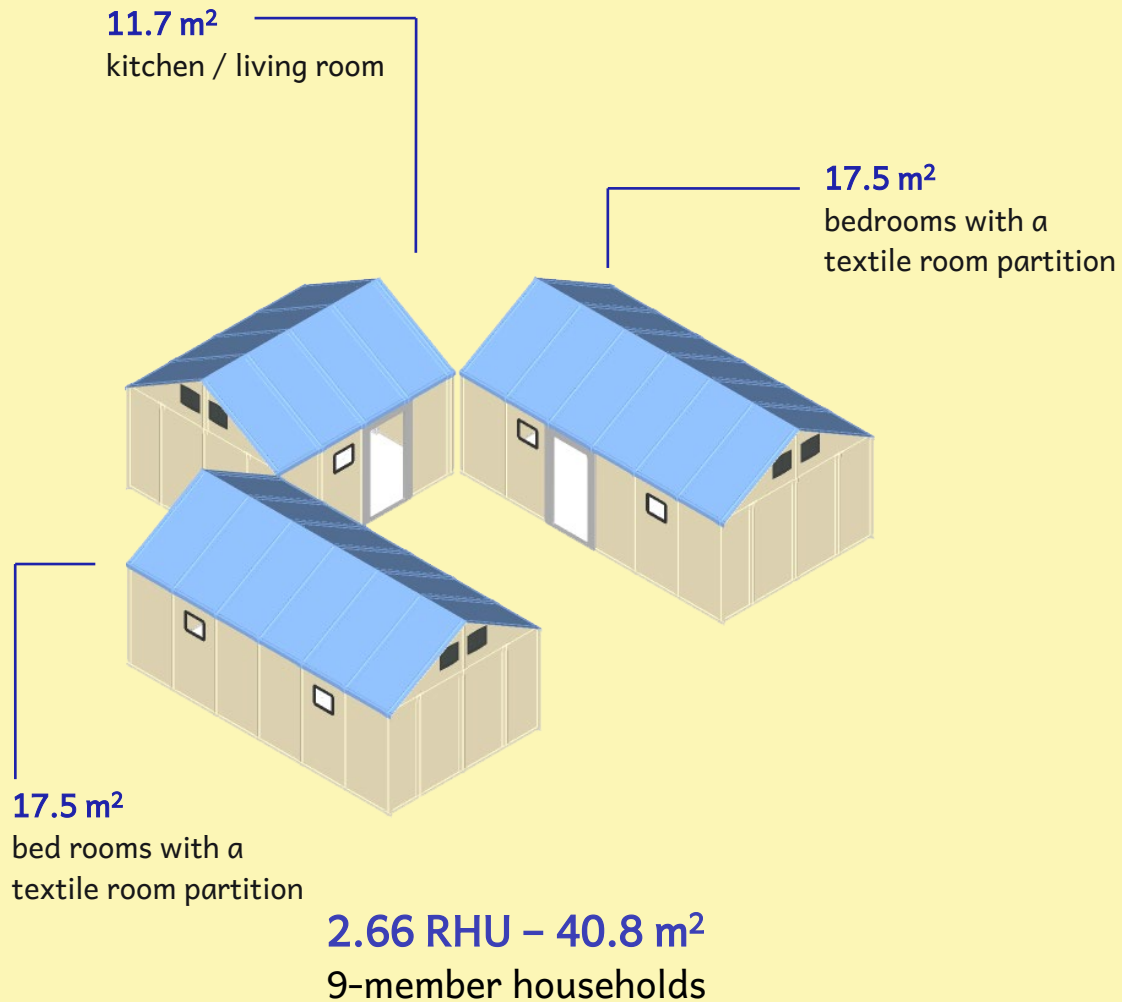 11.7 m²
kitchen / living room
17.5 m²
bedrooms with a
textile room partition
17.5 m²
bed rooms with a
textile room partition
2.66 RHU – 40.8 m²
9-member households